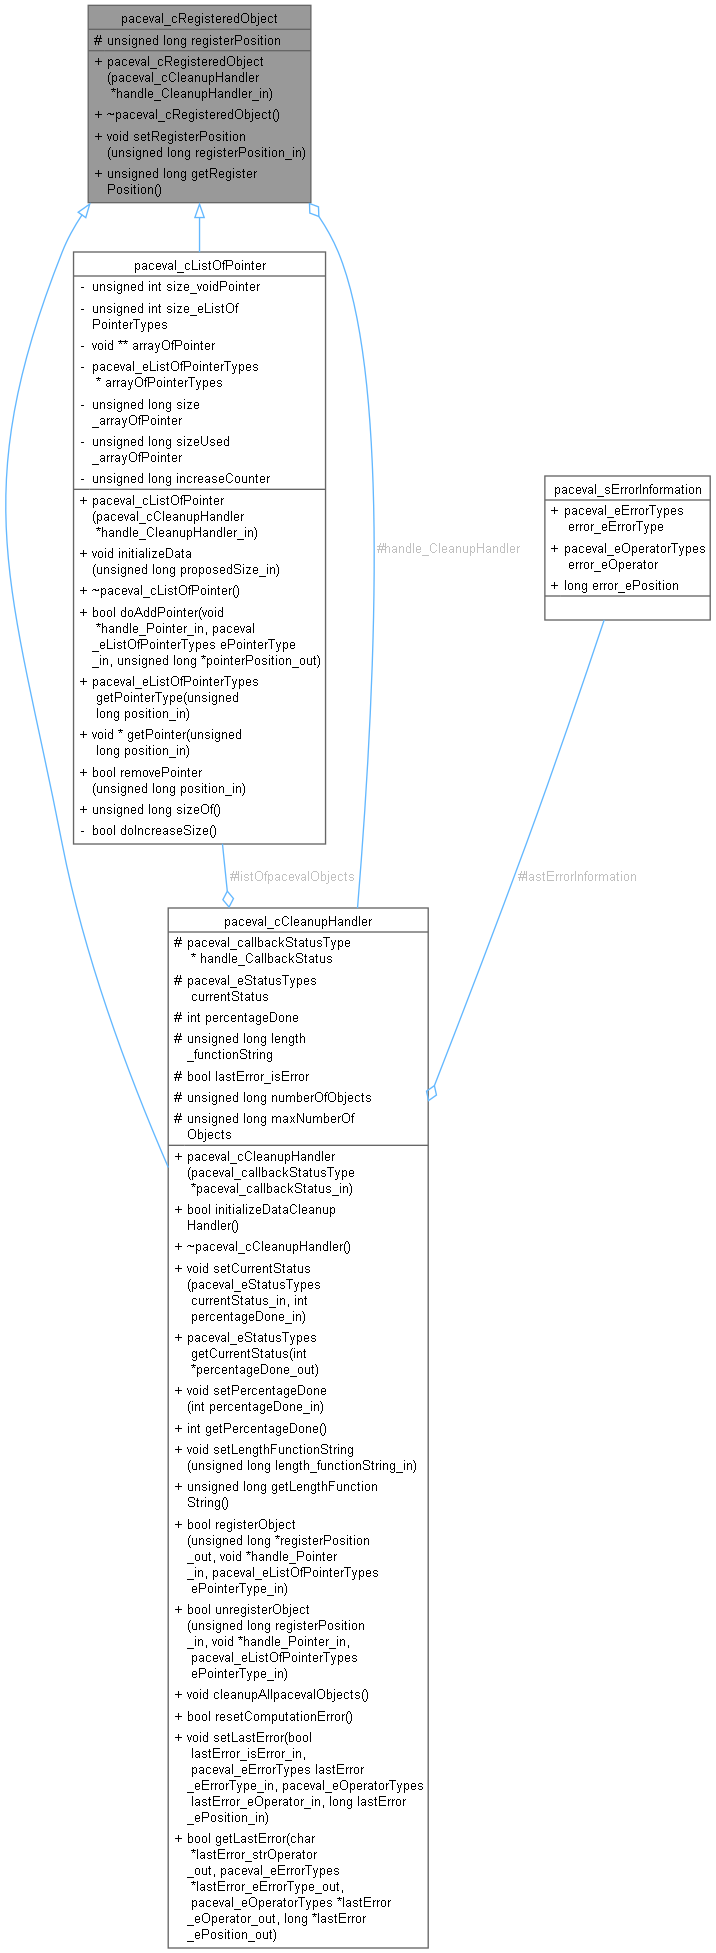 paceval_cRegisteredObject
# unsigned long registerPosition
+ paceval_cRegisteredObject
(paceval_cCleanupHandler
*handle_CleanupHandler_in)
+ ~paceval_cRegisteredObject()
+ void setRegisterPosition
(unsigned long registerPosition_in)
+ unsigned long getRegister
Position()
paceval_cListOfPointer
- unsigned int size_voidPointer
- unsigned int size_eListOf
PointerTypes
- void ** arrayOfPointer
- paceval_eListOfPointerTypes
* arrayOfPointerTypes
- unsigned long size
_arrayOfPointer
- unsigned long sizeUsed
_arrayOfPointer
- unsigned long increaseCounter
+ paceval_cListOfPointer
(paceval_cCleanupHandler
*handle_CleanupHandler_in)
+ void initializeData
(unsigned long proposedSize_in)
+ ~paceval_cListOfPointer()
+ bool doAddPointer(void
*handle_Pointer_in, paceval
_eListOfPointerTypes ePointerType
_in, unsigned long *pointerPosition_out)
+ paceval_eListOfPointerTypes
getPointerType(unsigned
long position_in)
+ void * getPointer(unsigned
long position_in)
+ bool removePointer
(unsigned long position_in)
+ unsigned long sizeOf()
- bool doIncreaseSize()
#handle_CleanupHandler
paceval_sErrorInformation
+ paceval_eErrorTypes
error_eErrorType
+ paceval_eOperatorTypes
error_eOperator
+ long error_ePosition
#listOfpacevalObjects
#lastErrorInformation
paceval_cCleanupHandler
# paceval_callbackStatusType
* handle_CallbackStatus
# paceval_eStatusTypes
currentStatus
# int percentageDone
# unsigned long length
_functionString
# bool lastError_isError
# unsigned long numberOfObjects
# unsigned long maxNumberOf
Objects
+ paceval_cCleanupHandler
(paceval_callbackStatusType
*paceval_callbackStatus_in)
+ bool initializeDataCleanup
Handler()
+ ~paceval_cCleanupHandler()
+ void setCurrentStatus
(paceval_eStatusTypes
currentStatus_in, int
percentageDone_in)
+ paceval_eStatusTypes
getCurrentStatus(int
*percentageDone_out)
+ void setPercentageDone
(int percentageDone_in)
+ int getPercentageDone()
+ void setLengthFunctionString
(unsigned long length_functionString_in)
+ unsigned long getLengthFunction
String()
+ bool registerObject
(unsigned long *registerPosition
_out, void *handle_Pointer
_in, paceval_eListOfPointerTypes
ePointerType_in)
+ bool unregisterObject
(unsigned long registerPosition
_in, void *handle_Pointer_in,
paceval_eListOfPointerTypes
ePointerType_in)
+ void cleanupAllpacevalObjects()
+ bool resetComputationError()
+ void setLastError(bool
lastError_isError_in,
paceval_eErrorTypes lastError
_eErrorType_in, paceval_eOperatorTypes
lastError_eOperator_in, long lastError
_ePosition_in)
+ bool getLastError(char
*lastError_strOperator
_out, paceval_eErrorTypes
*lastError_eErrorType_out,
paceval_eOperatorTypes *lastError
_eOperator_out, long *lastError
_ePosition_out)